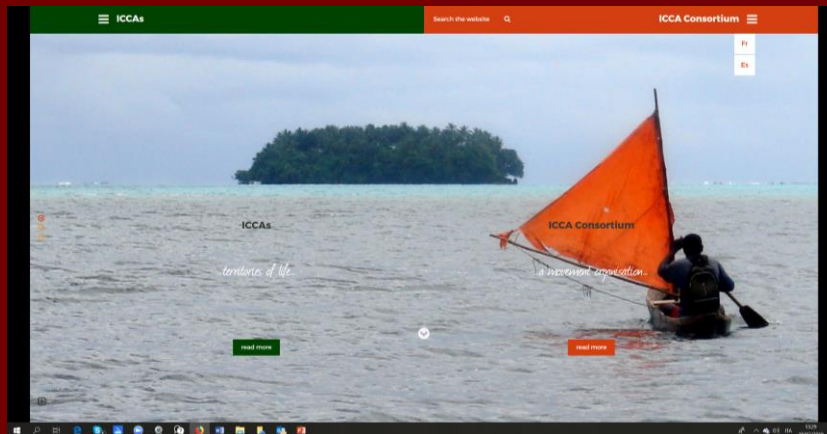 ICCAs
Search the website
ICCA Consortium
Fr
Es
ICCAs
ICCA Consortium
..territories of life..
..a movement organisation..
read more
read more
ITA